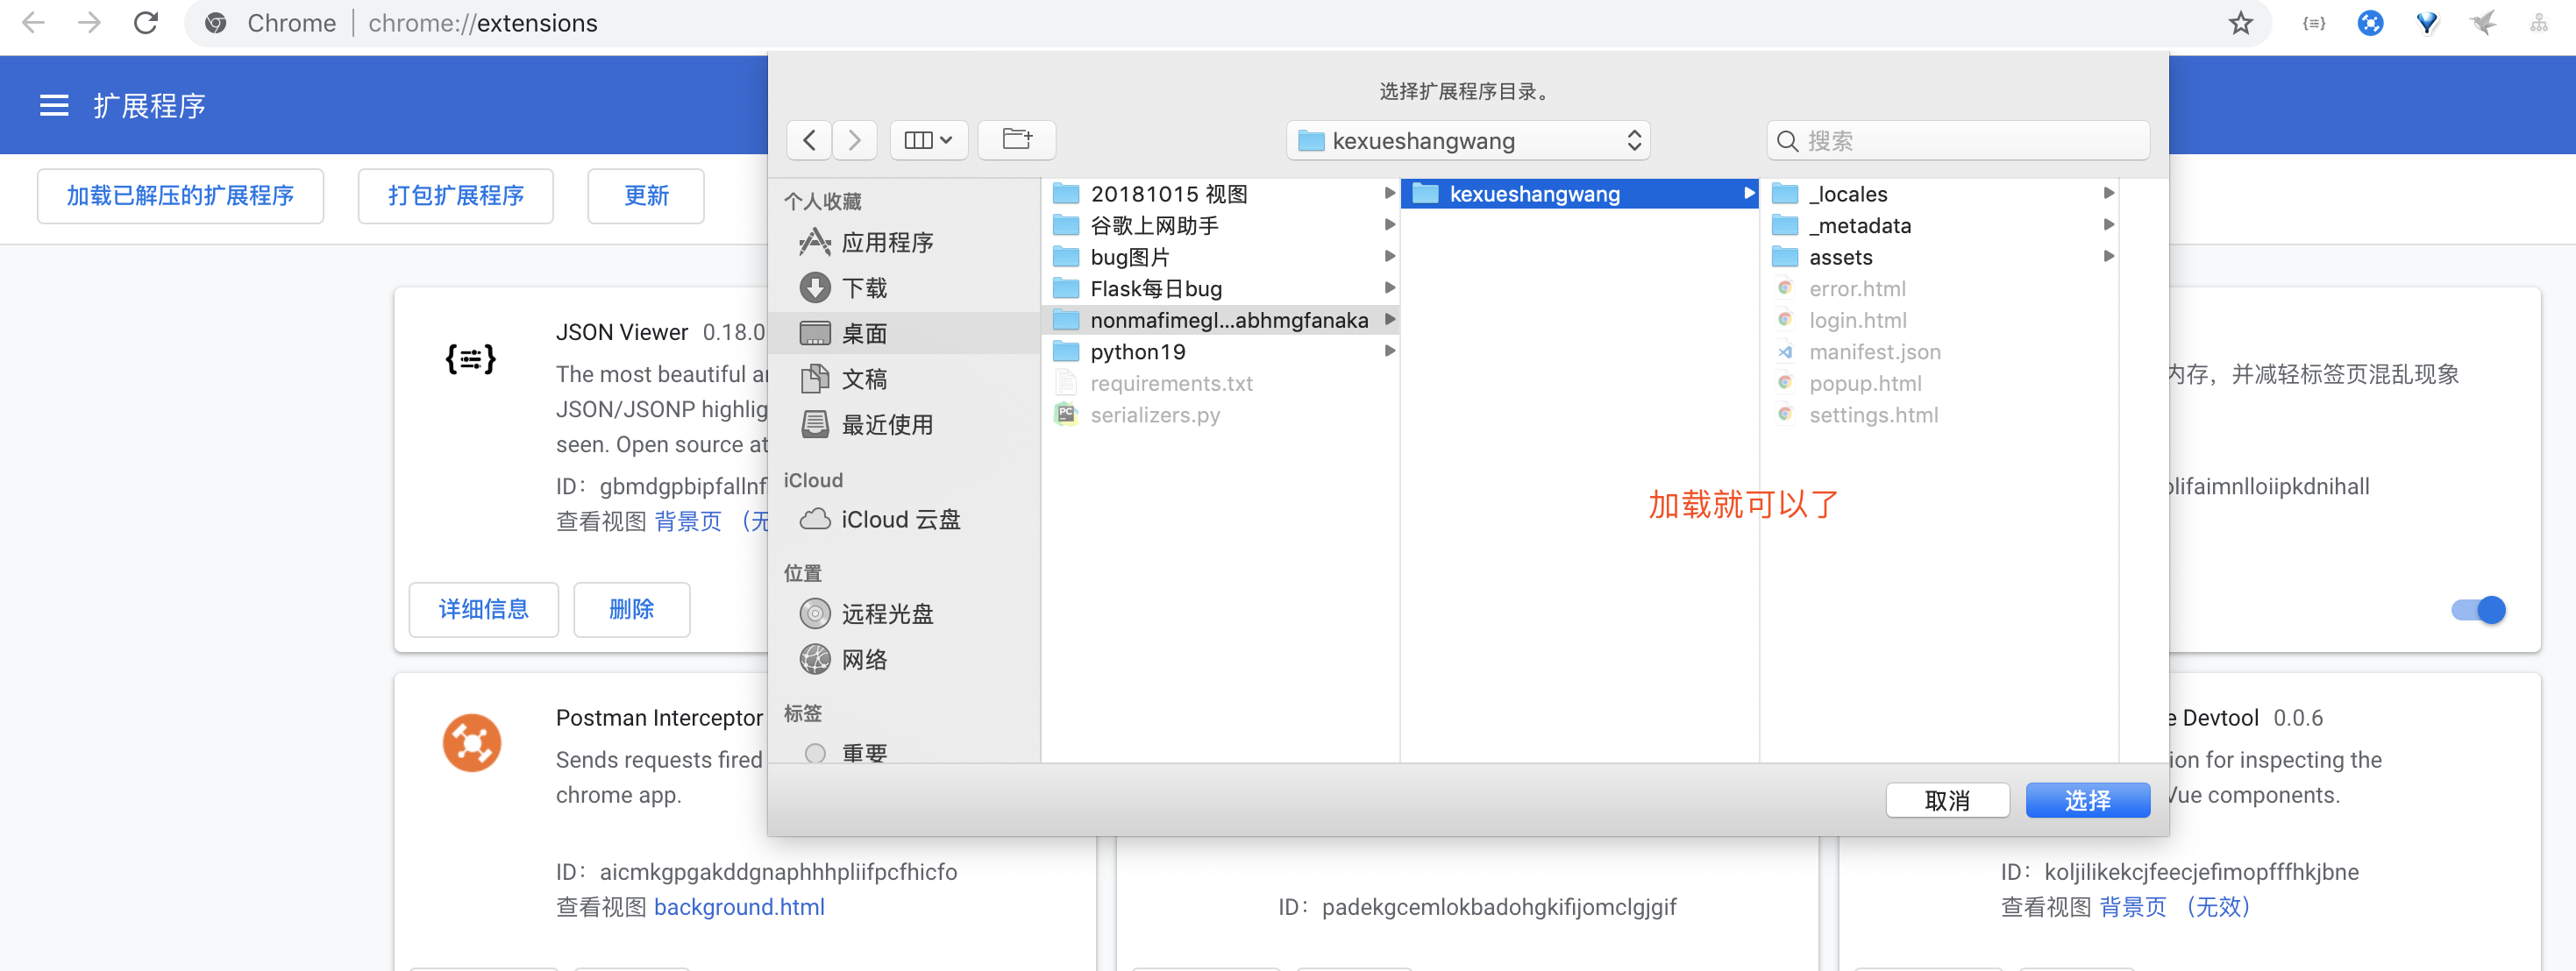 Chrome | chrome://extensions
扩展程序
加载已解压的扩展程序
打包扩展程序
更新
选择扩展程序目录。
kexueshangwang
搜索
个人收藏
应用程序
下载
桌面
文稿
最近使用
iCloud
iCloud 云盘
位置
远程光盘
网络
标签
重要
20181015 视图
谷歌上网助手
bug图片
Flask每日bug
nonmafimegl...abhmgfanaka
python19
requirements.txt
serializers.py
kexueshangwang
_locales
_metadata
assets
error.html
login.html
manifest.json
popup.html
settings.html
加载就可以了
取消
选择
JSON Viewer 0.18.0
The most beautiful a
JSON/JSONP highlig
seen. Open source at
ID：gbmdgpbipfallnf
查看视图 背景页 （无
详细信息
删除
内存，并减轻标签页混乱现象
lifaimnlloiipkdnihall
Postman Interceptor
Sends requests fired
chrome app.
ID：aicmkgpgakddgnaphhhpliifpcfhicfo
查看视图 background.html
ID：padekgcemlokbadohgkifijomclgjgif
e Devtool 0.0.6
ion for inspecting the
Vue components.
ID：koljilikekcjfeecjefimopfffhkjbne
查看视图 背景页 （无效）